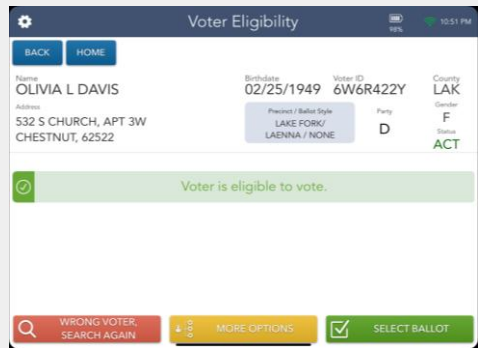 Voter Eligibility
98%
10:51 PM
BACK HOME
Name
OLIVIA L DAVIS
Birthdate
02/25/1949
Voter ID
6W6R422Y
County
LAK
Address
532 S CHURCH, APT 3W
CHESTNUT, 62522
Precinct / Ballot Style
LAKE FORK/
LAENNA / NONE
Party
D
Gender
F
Status
ACT
Voter is eligible to vote.
WRONG VOTER,
SEARCH AGAIN
MORE OPTIONS
SELECT BALLOT